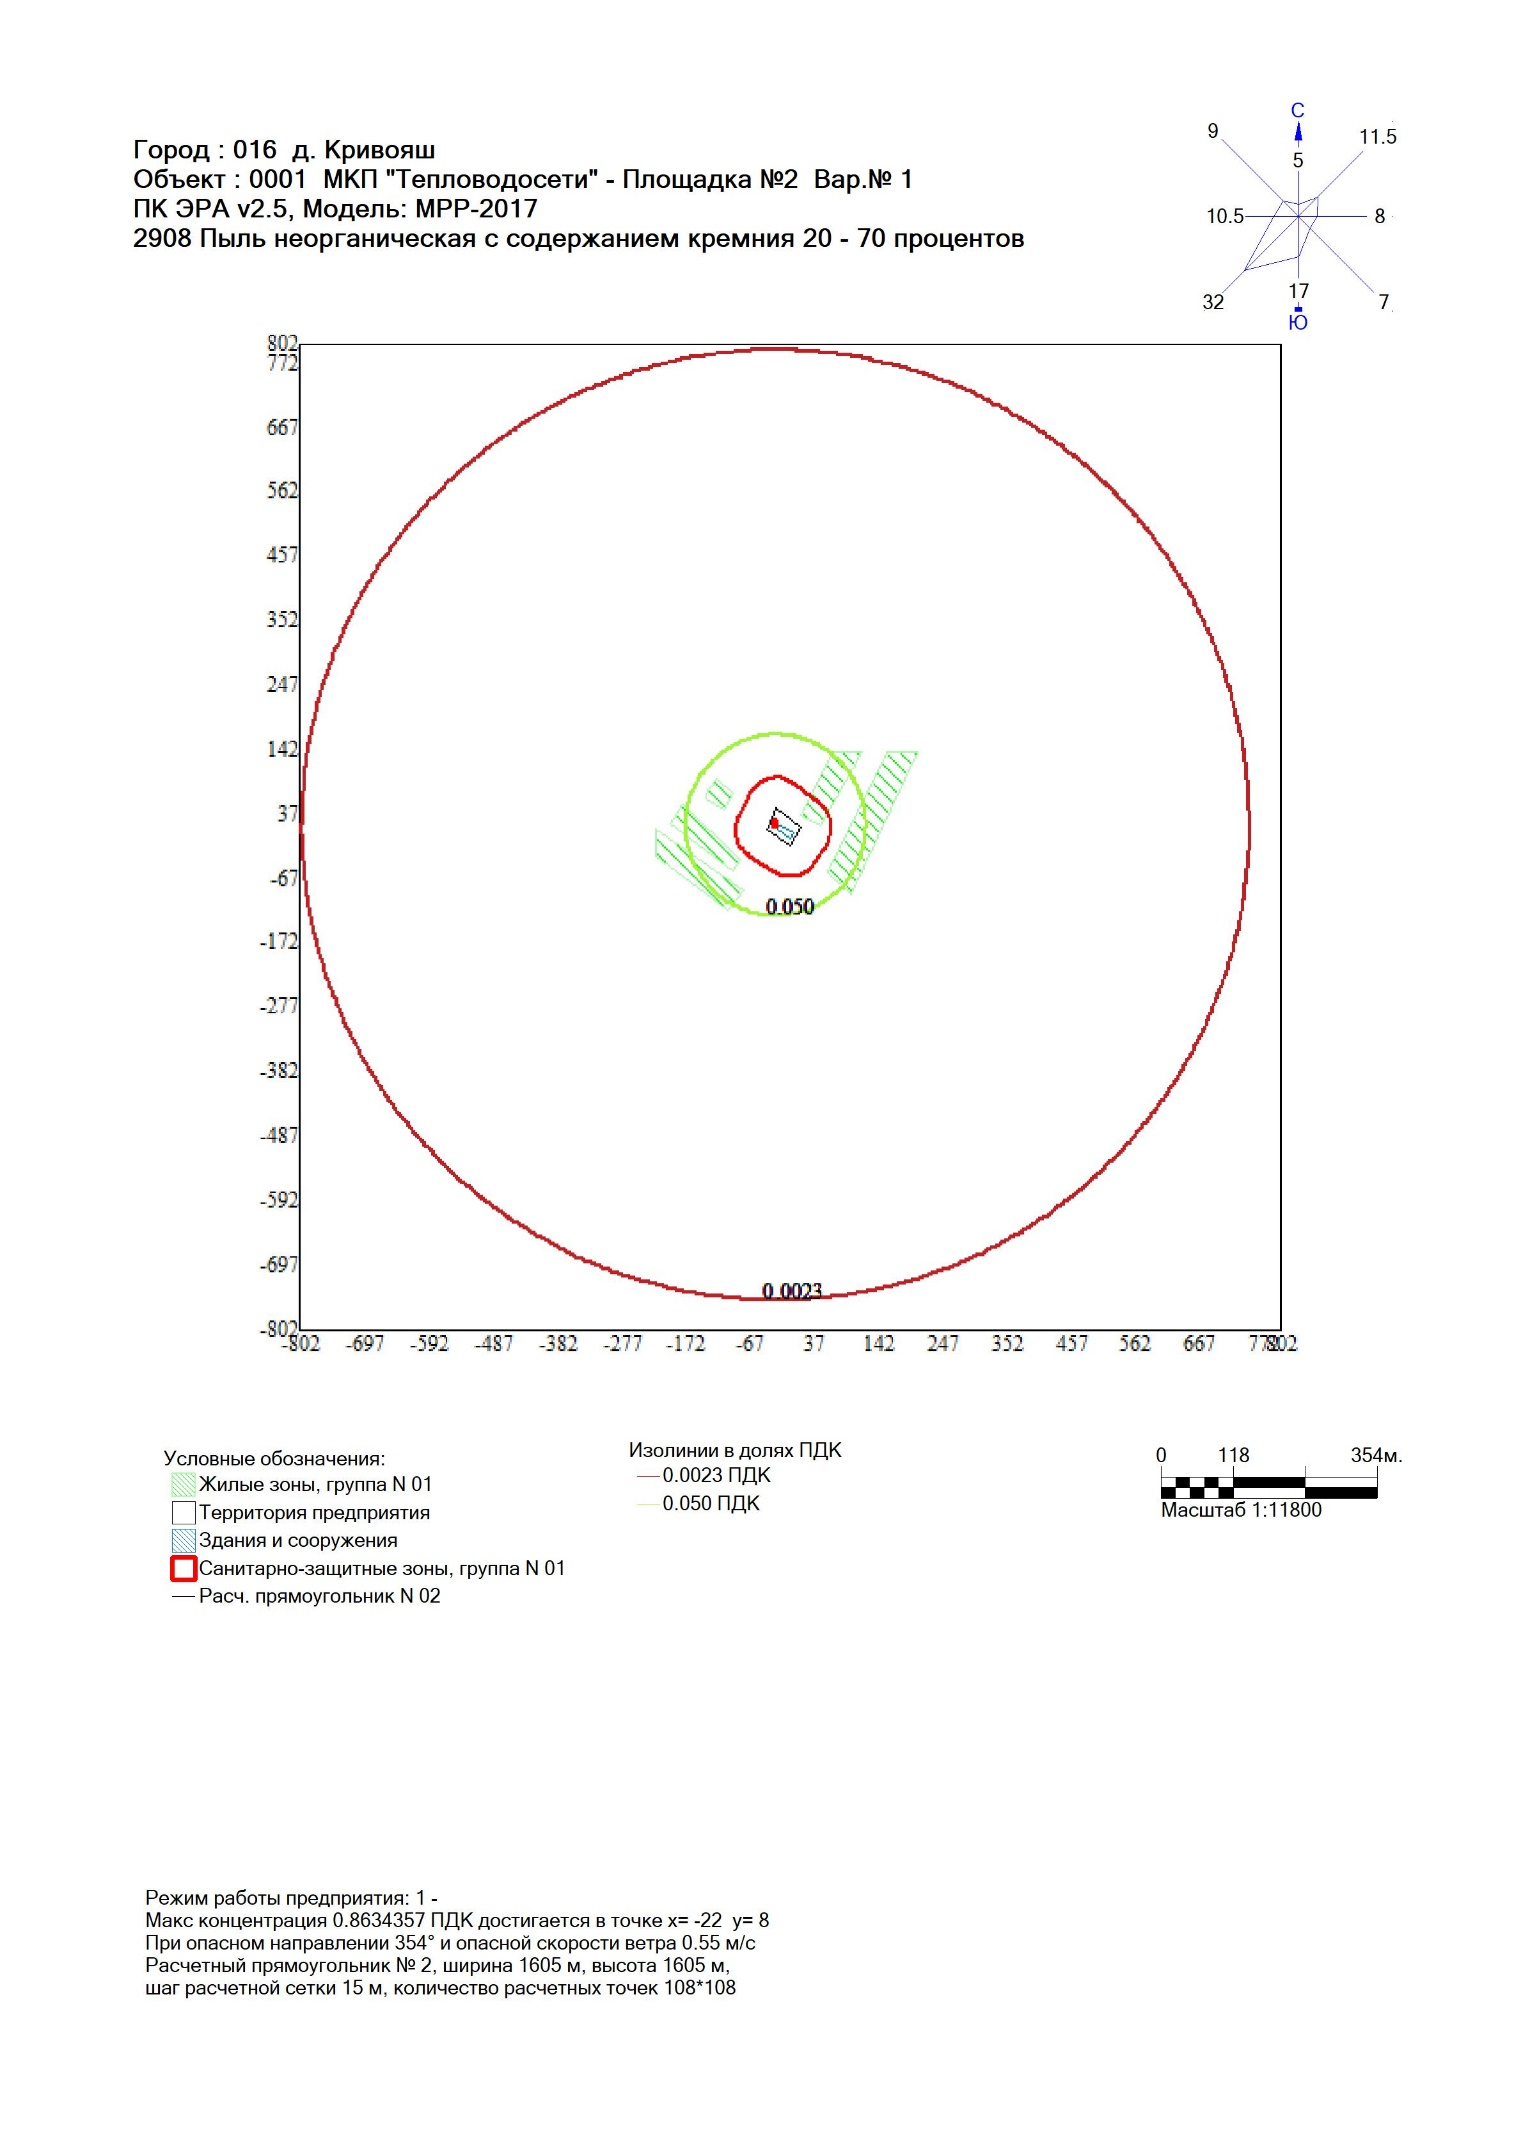 Город : 016 д. Кривояш
Объект : 0001 МКП "Тепловодосети" - Площадка №2 Вар.№ 1
ПК ЭРА v2.5, Модель: МРР-2017
2908 Пыль неорганическая с содержанием кремния 20 - 70 процентов
С
9
11.5
5
10.5
8
32
17
7
Ю
802
772
667
562
457
352
247
142
37
-67
-172
-277
-382
-487
-592
-697
-802
0.050
0.0023
-802 -697 -592 -487 -382 -277 -172 -67 37 142 247 352 457 562 667 772 802
Условные обозначения:
Жилые зоны, группа N 01
Территория предприятия
Здания и сооружения
Санитарно-защитные зоны, группа N 01
Расч. прямоугольник N 02
Изолинии в долях ПДК
0.0023 ПДК
0.050 ПДК
0 118 354м.
Масштаб 1:11800
Режим работы предприятия: 1 -
Макс концентрация 0.8634357 ПДК достигается в точке x= -22 y= 8
При опасном направлении 354° и опасной скорости ветра 0.55 м/с
Расчетный прямоугольник № 2, ширина 1605 м, высота 1605 м,
шаг расчетной сетки 15 м, количество расчетных точек 108*108